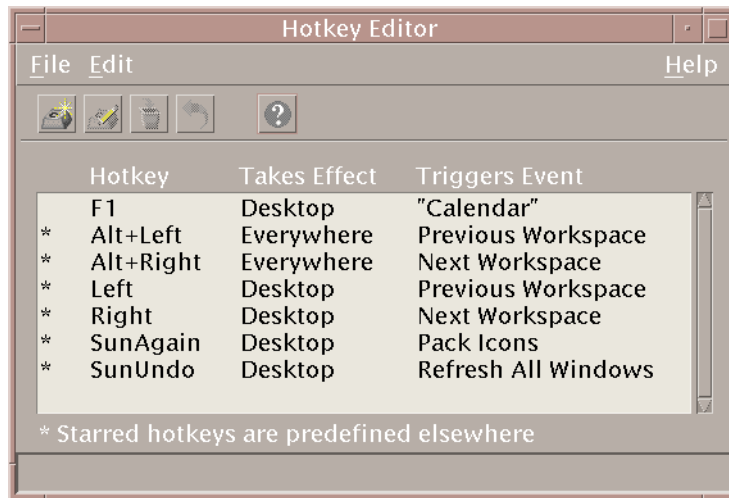 Hotkey Editor
File Edit Help
?
Hotkey Takes Effect Triggers Event
F1 Desktop "Calendar"
* Alt+Left Everywhere Previous Workspace
* Alt+Right Everywhere Next Workspace
* Left Desktop Previous Workspace
* Right Desktop Next Workspace
* SunAgain Desktop Pack Icons
* SunUndo Desktop Refresh All Windows
* Starred hotkeys are predefined elsewhere